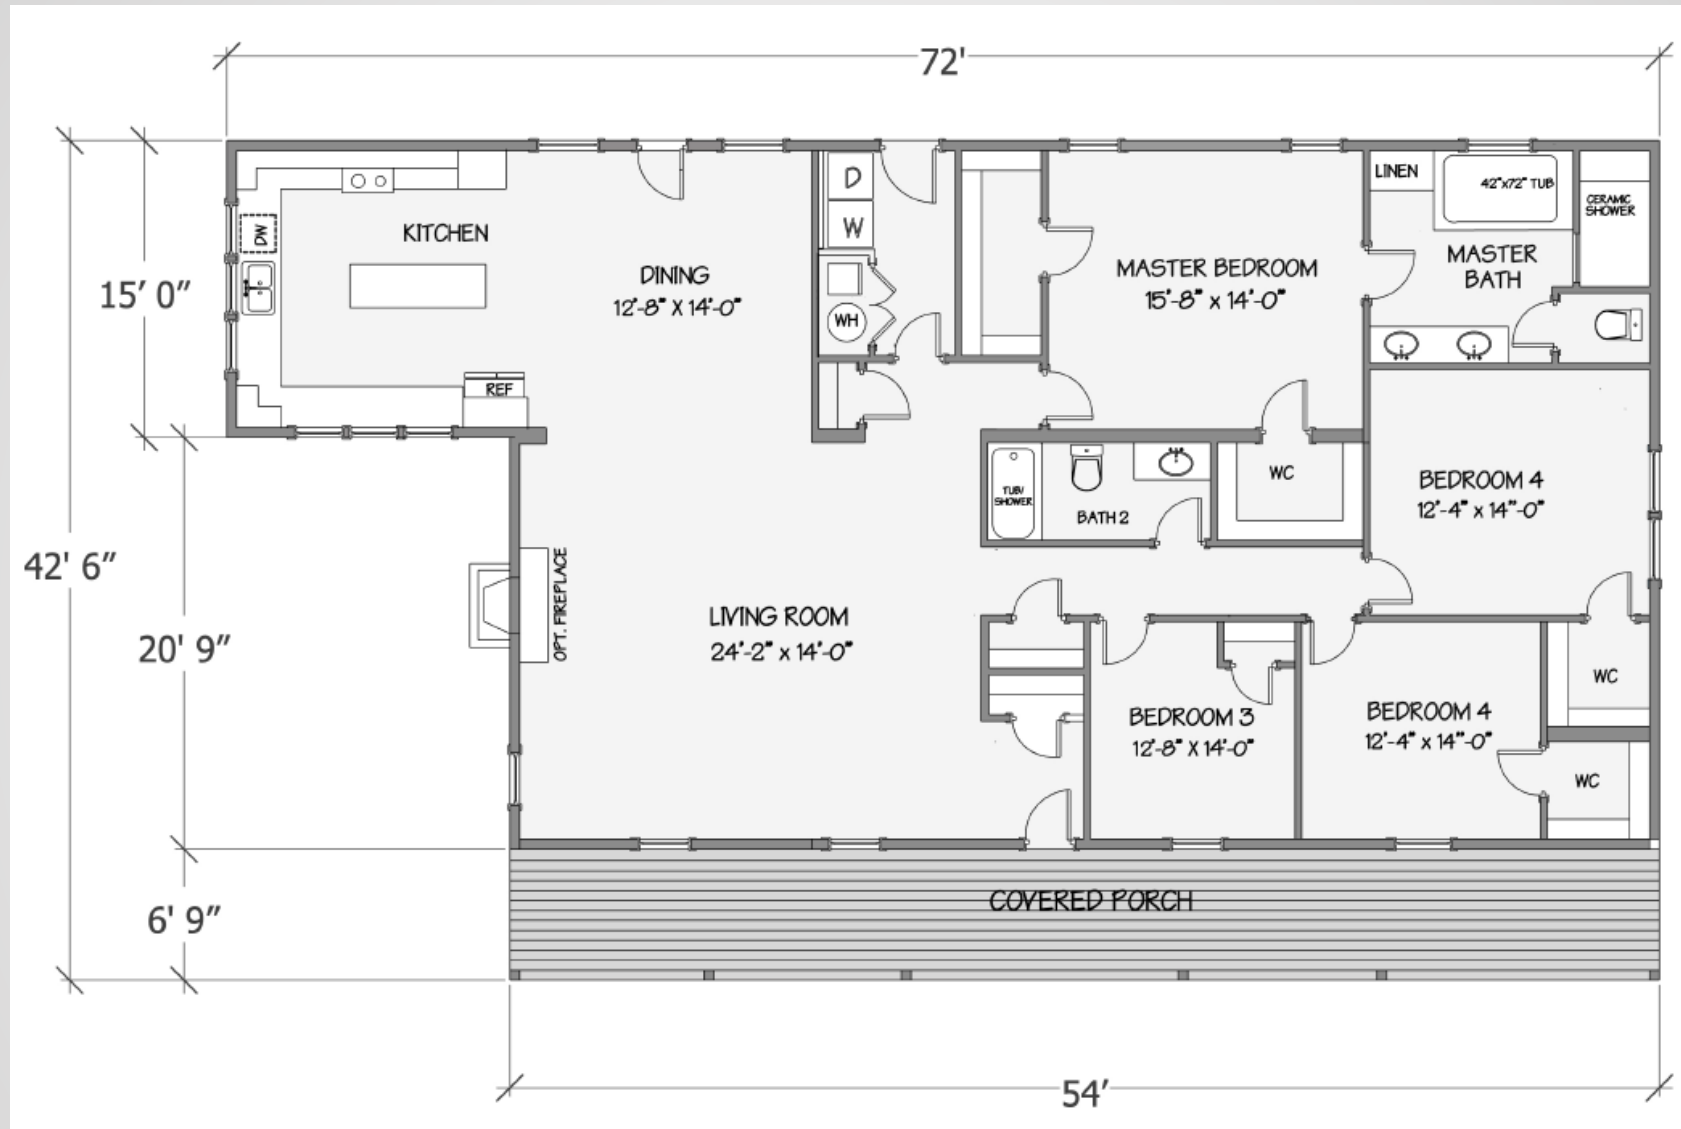 72'
15' 0"
42' 6"
20' 9"
6' 9"
54'
KITCHEN
DW
REF
DINING
12'-8" X 14'-0"
D
W
WH
MASTER BEDROOM
15'-8" x 14'-0"
LINEN
42"x72" TUB
CERAMIC
SHOWER
MASTER
BATH
TUB/
SHOWER
BATH 2
WC
BEDROOM 4
12'-4" x 14"-0"
OPT. FIREPLACE
LIVING ROOM
24'-2" x 14'-0"
BEDROOM 3
12'-8" X 14'-0"
BEDROOM 4
12'-4" x 14"-0"
WC
WC
COVERED PORCH